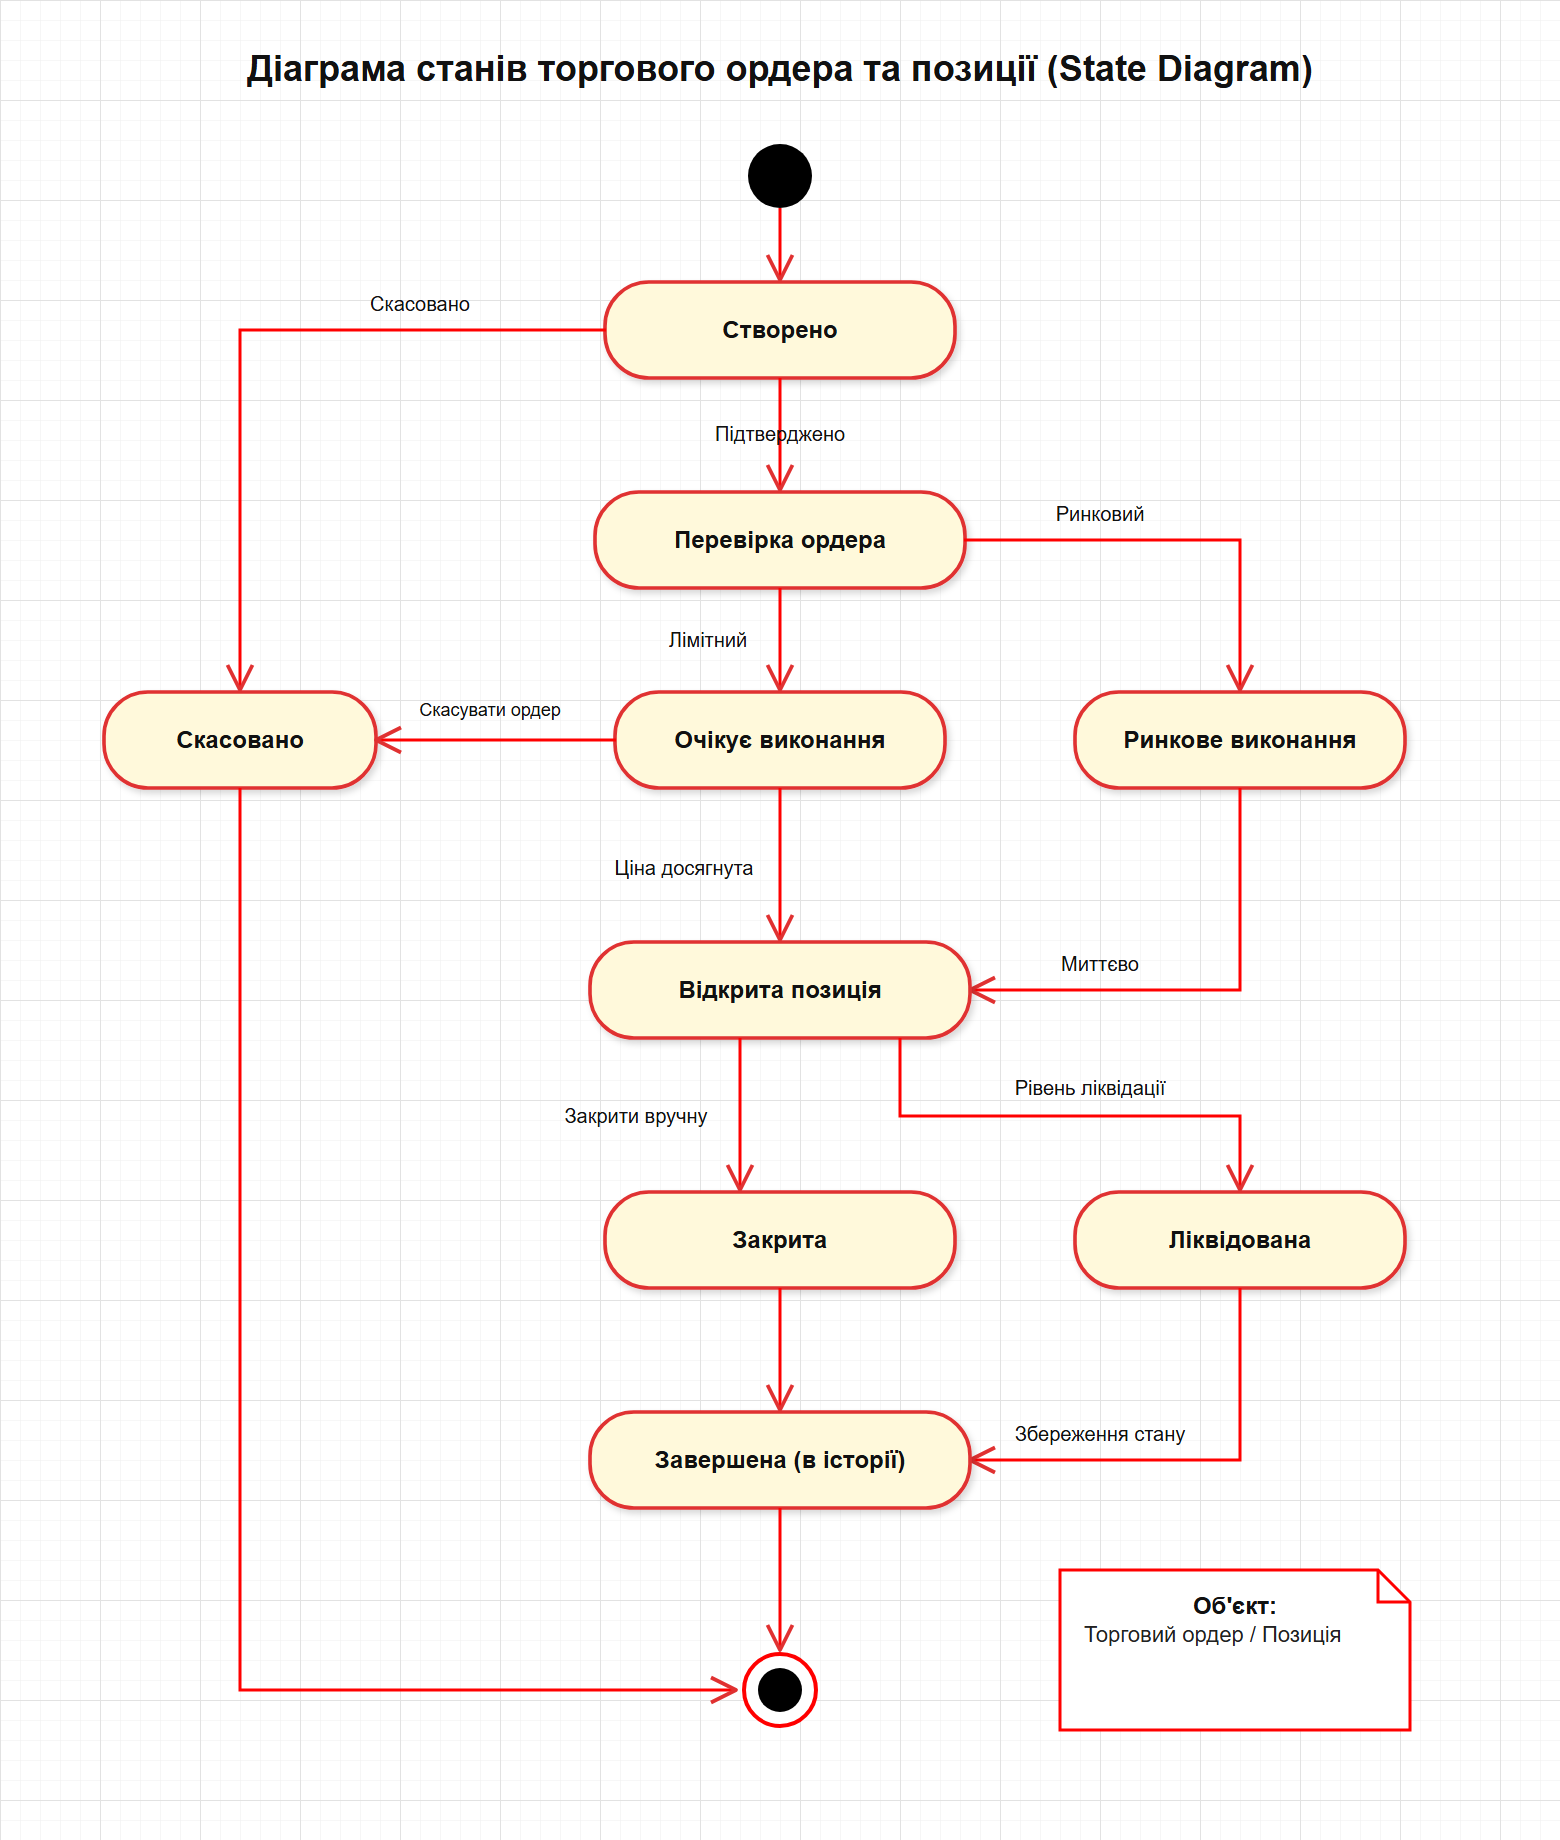 Діаграма станів торгового ордера та позиції (State Diagram)
Скасовано
Створено
Підтверджено
Ринковий
Перевірка ордера
Лімітний
Скасувати ордер
Скасовано
Очікує виконання
Ринкове виконання
Ціна досягнута
Миттєво
Відкрита позиція
Рівень ліквідації
Закрити вручну
Закрита
Ліквідована
Збереження стану
Завершена (в історії)
Об'єкт:
Торговий ордер / Позиція